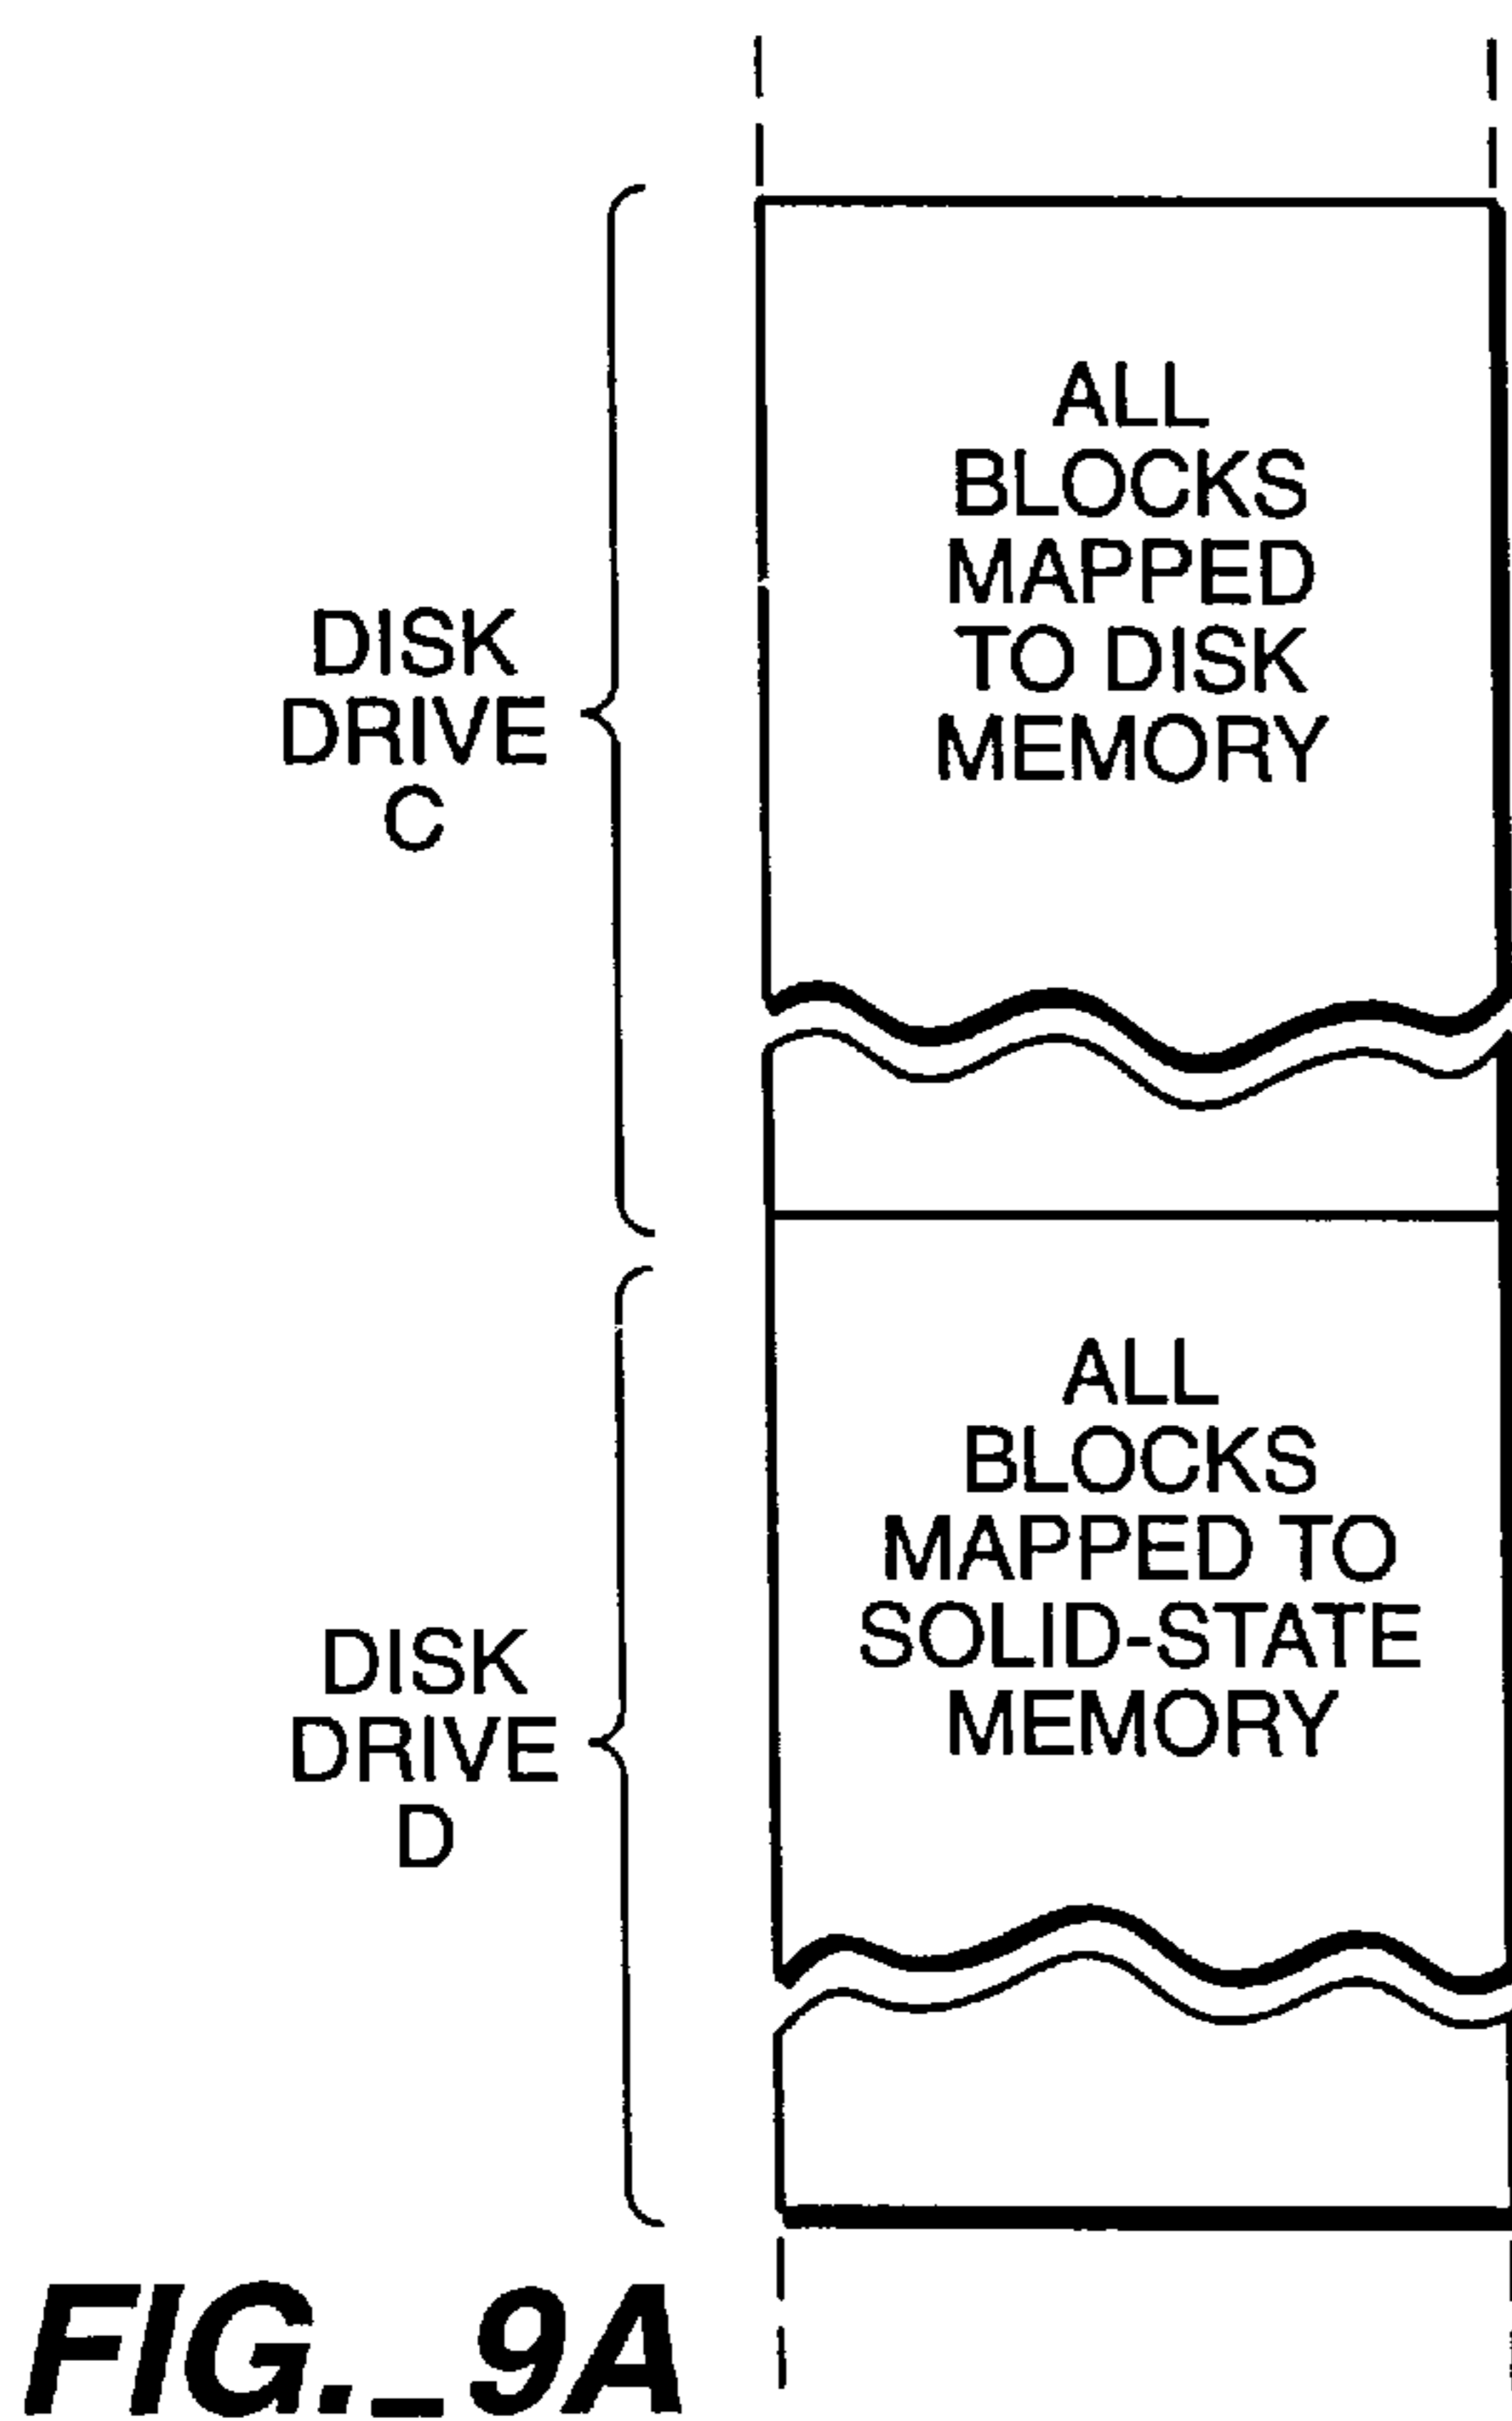 DISK
DRIVE
C
ALL
BLOCKS
MAPPED
TO DISK
MEMORY
DISK
DRIVE
D
ALL
BLOCKS
MAPPED TO
SOLID-STATE
MEMORY
FIG._9A